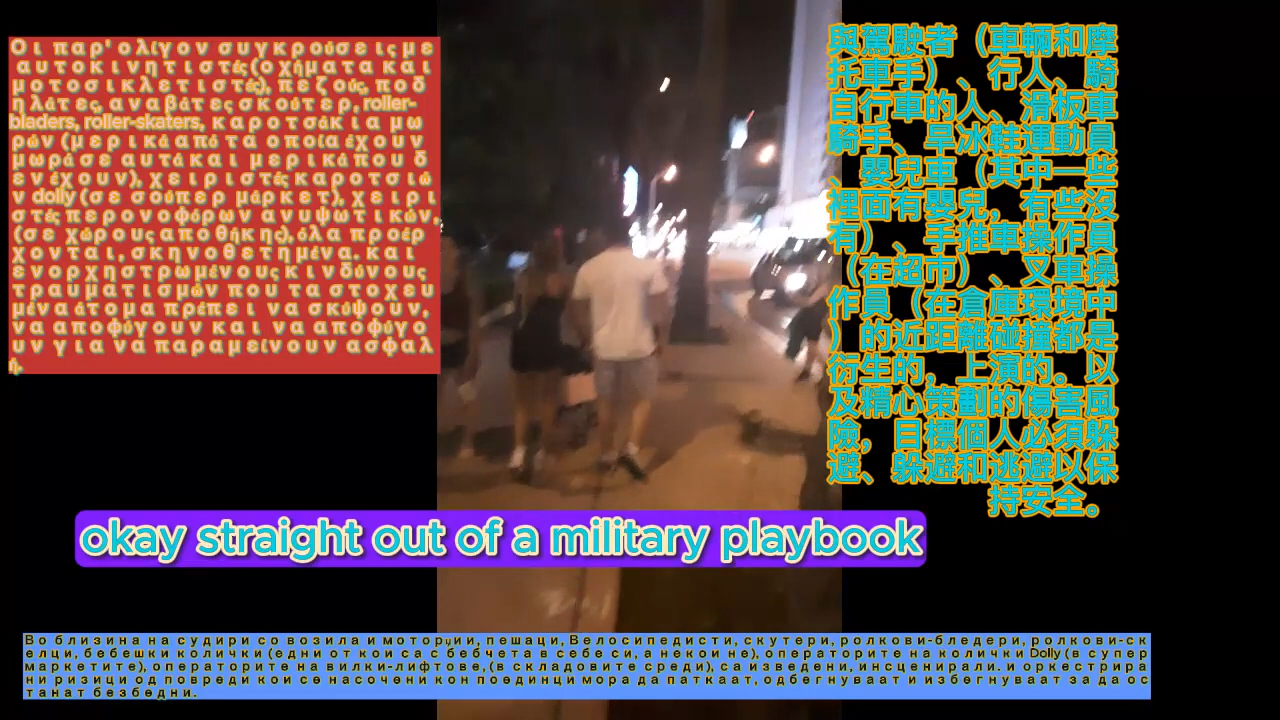 Οι παρ' ολίγον συγκρούσεις με
αυτοκινητιστές (οχήματα και
μοτοσικλετιστές), πεζούς, ποδ
ηλάτες, αναβάτες σκούτερ, roller-
bladers, roller-skaters, καροτσάκια μω
ρών (μερικά από τα οποία έχουν
μωρά σε αυτά και μερικά που δ
εν έχουν), χειριστές καροτσιώ
ν dolly (σε σούπερ μάρκετ), χειρι
στές περονοφόρων ανυψωτικών,
(σε χώρους αποθήκης), όλα προέρ
χονται, σκηνοθετημένα. και
ενορχηστρωμένους κινδύνους
τραυματισμών που τα στοχευ
μένα άτομα πρέπει να σκύψουν,
να αποφύγουν και να αποφύγο
υν για να παραμείνουν ασφαλ
ή.
與駕駛者（車輛和摩
托車手）、行人、騎
自行車的人、滑板車
騎手、旱冰鞋運動員
、嬰兒車（其中一些
裡面有嬰兒，有些沒
有）、手推車操作員
（在超市）、叉車操
作員（在倉庫環境中
）的近距離碰撞都是
衍生的，上演的。以
及精心策劃的傷害風
險，目標個人必須躲
避、躲避和逃避以保
持安全。
okay straight out of a military playbook
Во близина на судири со возила и моторџии, пешаци, Велосипедисти, скутери, ролкови-бледери, ролкови-ск
елци, бебешки колички (едни от кои са с бебчета в себе си, а некои не), операторите на колички Dolly (в супер
маркетите), операторите на вилки-лифтове, (в складовите среди), са изведени, инсценирали. и оркестрира
ни ризици од повреди кои се насочени кон поединци мора да паткаат, одбегнуваат и избегнуваат за да ос
танат безбедни.